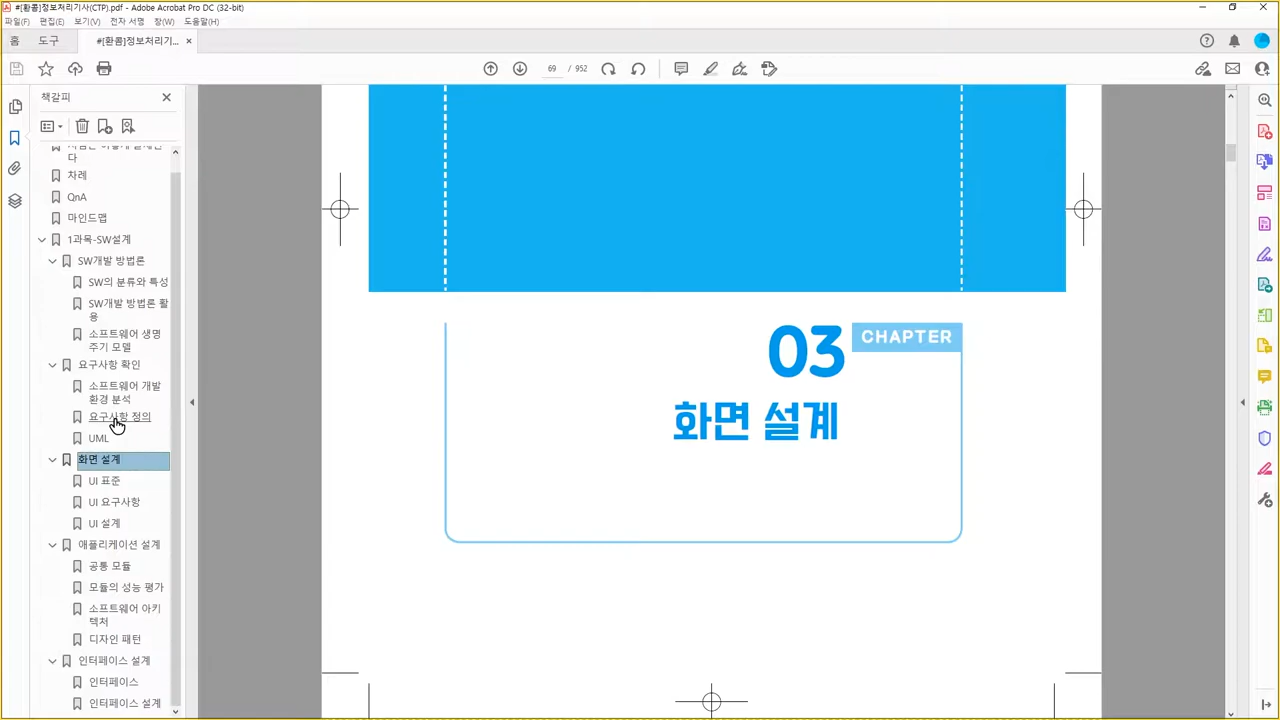 #[환콤]정보처리기사(CTP).pdf - Adobe Acrobat Pro DC (32-bit)
파일(F) 편집(E) 보기(V) 전자 서명 창(W) 도움말(H)
홈 도구 #[환콤]정보처리기... ×
69 / 952
책갈피
다
차례
QnA
마인드맵
1과목-SW설계
SW개발 방법론
SW의 분류와 특성
SW개발 방법론 활
용
소프트웨어 생명
주기 모델
요구사항 확인
소프트웨어 개발
환경 분석
요구사항 정의
UML
화면 설계
UI 표준
UI 요구사항
UI 설계
애플리케이션 설계
공통 모듈
모듈의 성능 평가
소프트웨어 아키
텍처
디자인 패턴
인터페이스 설계
인터페이스
인터페이스 설계
03 CHAPTER
화면 설계